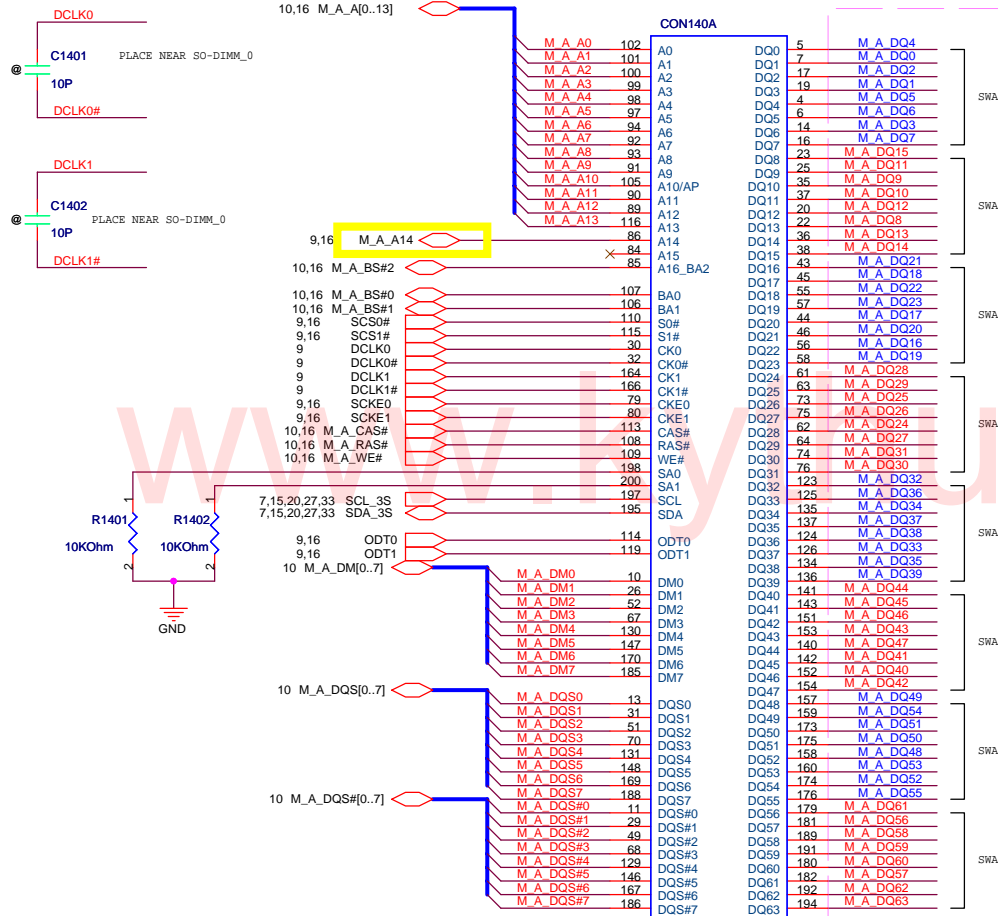 DCLK0
C1401
PLACE NEAR SO-DIMM_0
@
10P
DCLK0#
DCLK1
C1402
PLACE NEAR SO-DIMM_0
@
10P
DCLK1#
10,16 M_A_A[0..13]
CON140A
M_A_A0 102 A0
M_A_A1 101 A1
M_A_A2 100 A2
M_A_A3 99 A3
M_A_A4 98 A4
M_A_A5 97 A5
M_A_A6 94 A6
M_A_A7 92 A7
M_A_A8 93 A8
M_A_A9 91 A9
M_A_A10 105 A10/AP
M_A_A11 90 A11
M_A_A12 89 A12
M_A_A13 116 A13
9,16 M_A_A14 86 A14
84 A15
10,16 M_A_BS#2 85 A16_BA2
10,16 M_A_BS#0 107 BA0
10,16 M_A_BS#1 106 BA1
9,16 SCS0# 110 S0#
9,16 SCS1# 115 S1#
9 DCLK0 30 CK0
9 DCLK0# 32 CK0#
9 DCLK1 164 CK1
9 DCLK1# 166 CK1#
9,16 SCKE0 79 CKE0
9,16 SCKE1 80 CKE1
10,16 M_A_CAS# 113 CAS#
10,16 M_A_RAS# 108 RAS#
10,16 M_A_WE# 109 WE#
198 SA0
200 SA1
7,15,20,27,33 SCL_3S 197 SCL
7,15,20,27,33 SDA_3S 195 SDA
1
R1401
10KOhm
2
1
R1402
10KOhm
2
GND
9,16 ODT0 114 ODT0
9,16 ODT1 119 ODT1
10 M_A_DM[0..7]
M_A_DM0 10 DM0
M_A_DM1 26 DM1
M_A_DM2 52 DM2
M_A_DM3 67 DM3
M_A_DM4 130 DM4
M_A_DM5 147 DM5
M_A_DM6 170 DM6
M_A_DM7 185 DM7
10 M_A_DQS[0..7]
M_A_DQS0 13 DQS0
M_A_DQS1 31 DQS1
M_A_DQS2 51 DQS2
M_A_DQS3 70 DQS3
M_A_DQS4 131 DQS4
M_A_DQS5 148 DQS5
M_A_DQS6 169 DQS6
M_A_DQS7 188 DQS7
10 M_A_DQS#[0..7]
M_A_DQS#0 11 DQS#0
M_A_DQS#1 29 DQS#1
M_A_DQS#2 49 DQS#2
M_A_DQS#3 68 DQS#3
M_A_DQS#4 129 DQS#4
M_A_DQS#5 146 DQS#5
M_A_DQS#6 167 DQS#6
M_A_DQS#7 186 DQS#7
DQ0 5 M_A_DQ4
DQ1 7 M_A_DQ0
DQ2 17 M_A_DQ2
DQ3 19 M_A_DQ1
DQ4 4 M_A_DQ5
DQ5 6 M_A_DQ6
DQ6 14 M_A_DQ3
DQ7 16 M_A_DQ7
SWA
DQ8 23 M_A_DQ15
DQ9 25 M_A_DQ11
DQ10 35 M_A_DQ9
DQ11 37 M_A_DQ10
DQ12 20 M_A_DQ12
DQ13 22 M_A_DQ8
DQ14 36 M_A_DQ13
DQ15 38 M_A_DQ14
SWA
DQ16 43 M_A_DQ21
DQ17 45 M_A_DQ18
DQ18 55 M_A_DQ22
DQ19 57 M_A_DQ23
DQ20 44 M_A_DQ17
DQ21 46 M_A_DQ20
DQ22 56 M_A_DQ16
DQ23 58 M_A_DQ19
SWA
DQ24 61 M_A_DQ28
DQ25 63 M_A_DQ29
DQ26 73 M_A_DQ25
DQ27 75 M_A_DQ26
DQ28 62 M_A_DQ24
DQ29 64 M_A_DQ27
DQ30 74 M_A_DQ31
DQ31 76 M_A_DQ30
SWA
DQ32 123 M_A_DQ32
DQ33 125 M_A_DQ36
DQ34 135 M_A_DQ34
DQ35 137 M_A_DQ37
DQ36 124 M_A_DQ38
DQ37 126 M_A_DQ33
DQ38 134 M_A_DQ35
DQ39 136 M_A_DQ39
SWA
DQ40 141 M_A_DQ44
DQ41 143 M_A_DQ45
DQ42 151 M_A_DQ46
DQ43 153 M_A_DQ43
DQ44 140 M_A_DQ47
DQ45 142 M_A_DQ41
DQ46 152 M_A_DQ40
DQ47 154 M_A_DQ42
SWA
DQ48 157 M_A_DQ49
DQ49 159 M_A_DQ54
DQ50 173 M_A_DQ51
DQ51 175 M_A_DQ50
DQ52 158 M_A_DQ48
DQ53 160 M_A_DQ53
DQ54 174 M_A_DQ52
DQ55 176 M_A_DQ55
SWA
DQ56 179 M_A_DQ61
DQ57 181 M_A_DQ56
DQ58 189 M_A_DQ58
DQ59 191 M_A_DQ59
DQ60 180 M_A_DQ60
DQ61 182 M_A_DQ57
DQ62 192 M_A_DQ62
DQ63 194 M_A_DQ63
SWA
www.kythu